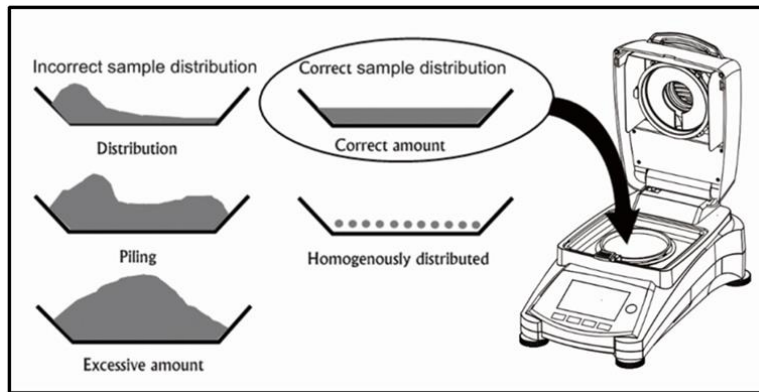 Incorrect sample distribution
Distribution
Piling
Excessive amount
Correct sample distribution
Correct amount
Homogenously distributed